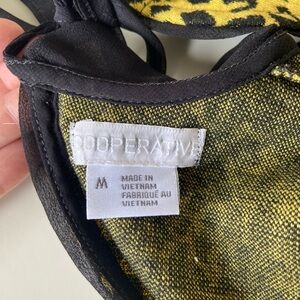 COOPERATIVE
M
MADE IN
VIETNAM
FABRIQUÉ AU
VIETNAM